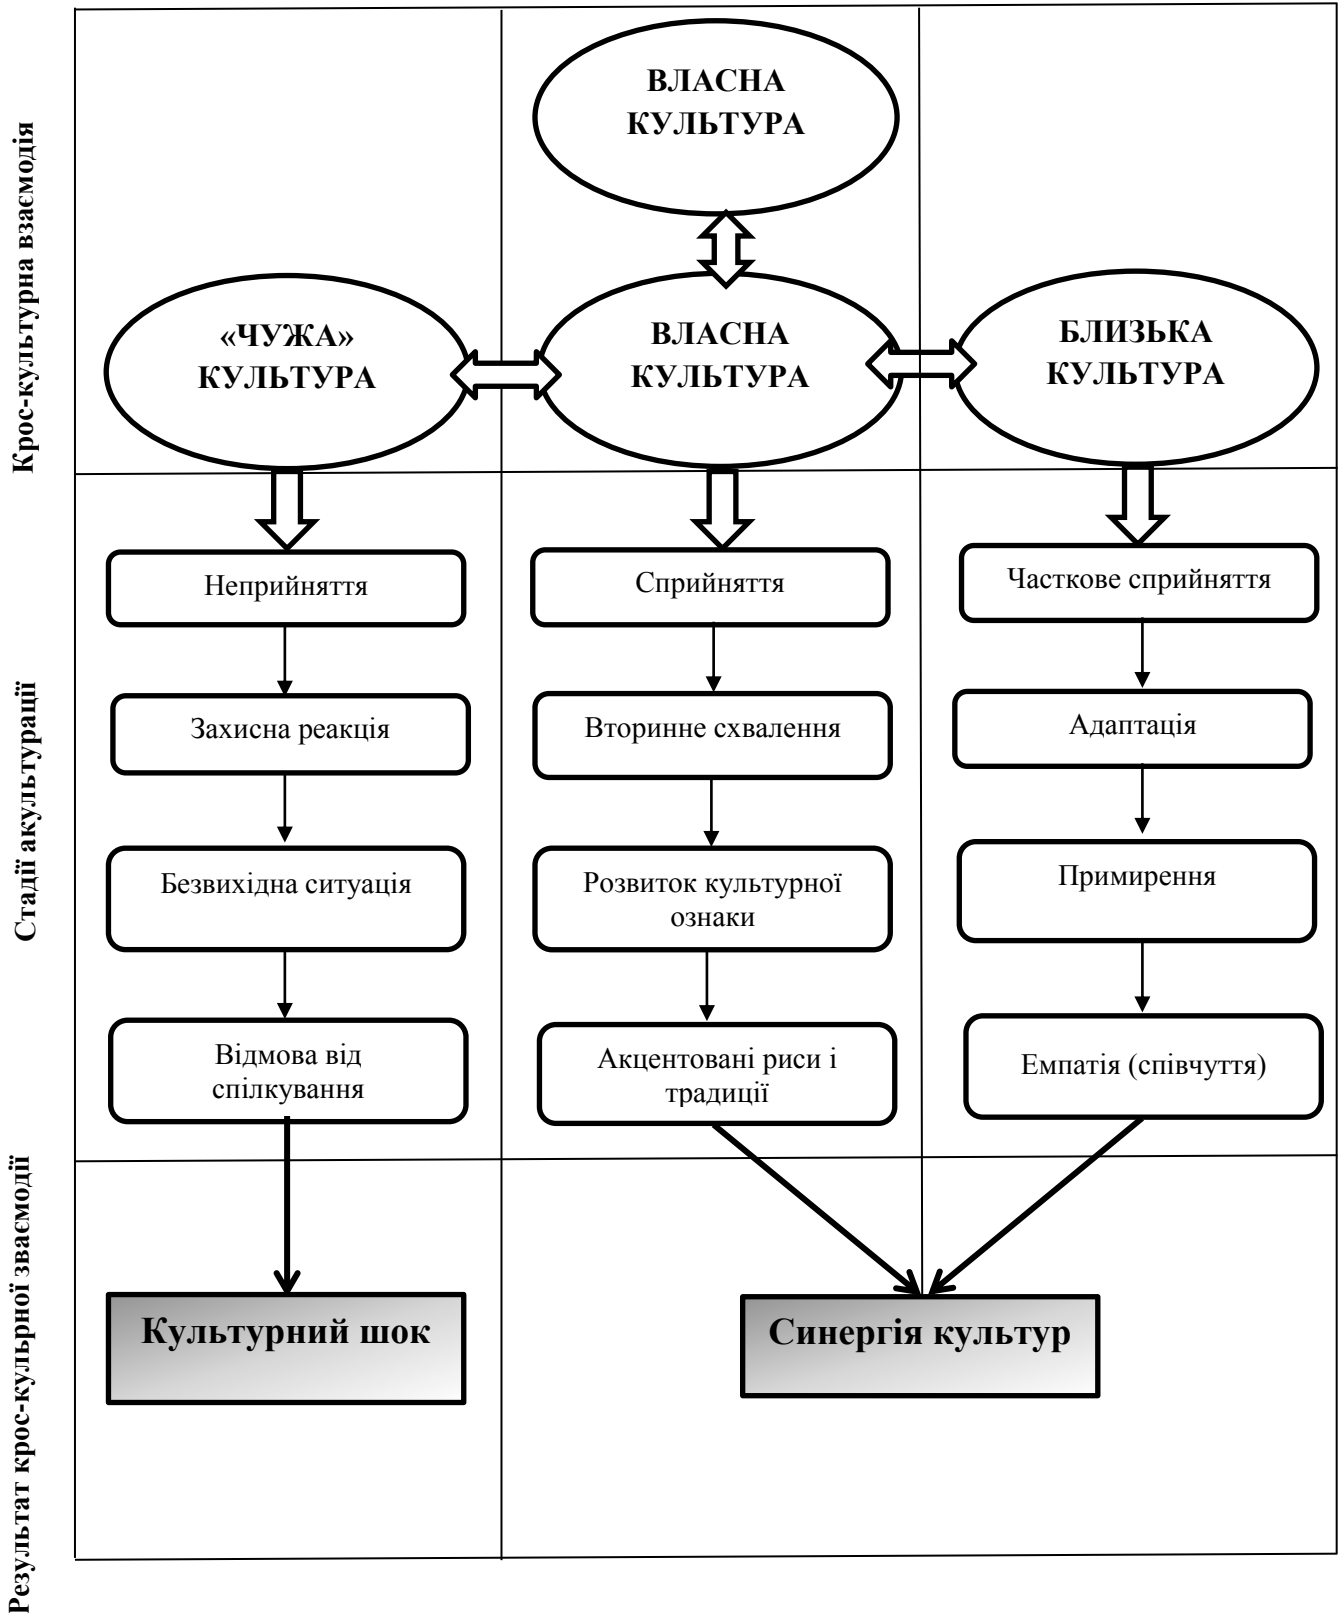 Крос-культурна взаємодія
ВЛАСНА
КУЛЬТУРА
«ЧУЖА»
КУЛЬТУРА
ВЛАСНА
КУЛЬТУРА
БЛИЗЬКА
КУЛЬТУРА
Стадії акультурації
Неприйняття
Сприйняття
Часткове сприйняття
Захисна реакція
Вторинне схвалення
Адаптація
Безвихідна ситуація
Розвиток культурної
ознаки
Примирення
Відмова від
спілкування
Акцентовані риси і
традиції
Емпатія (співчуття)
Результат крос-кульрної зваємодії
Культурний шок
Синергія культур